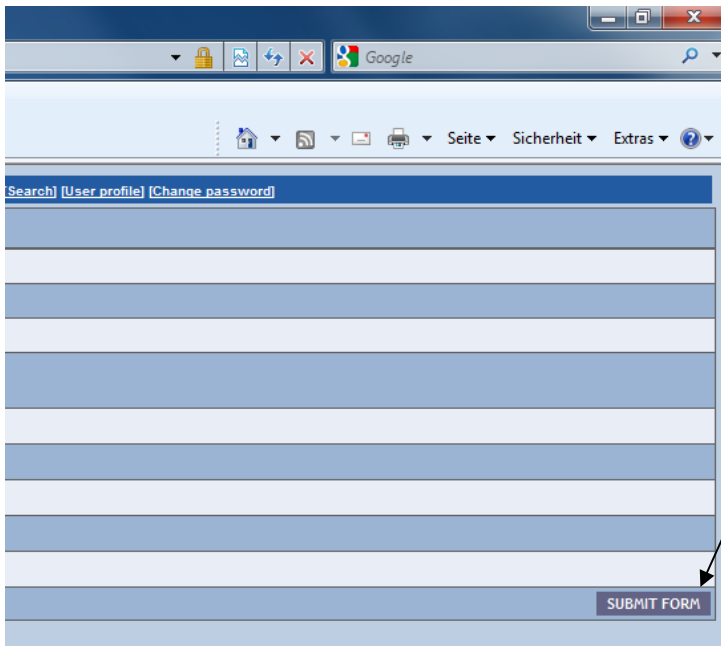 Google
Seite Sicherheit Extras
[Search] [User profile] [Change password]
SUBMIT FORM